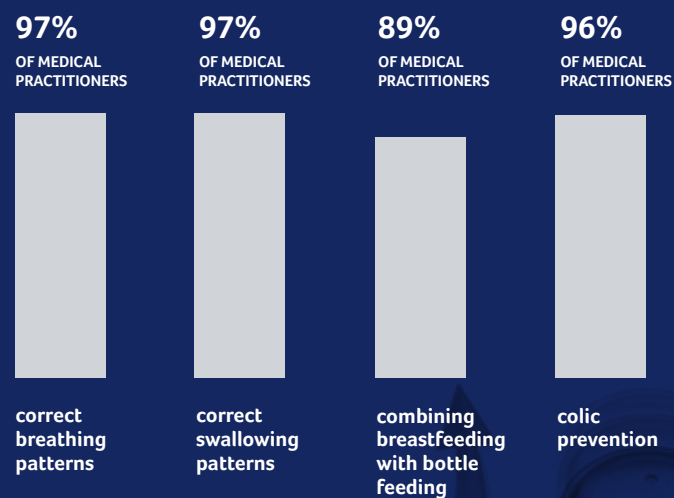 97%
OF MEDICAL
PRACTITIONERS
97%
OF MEDICAL
PRACTITIONERS
89%
OF MEDICAL
PRACTITIONERS
96%
OF MEDICAL
PRACTITIONERS
correct
breathing
patterns
correct
swallowing
patterns
combining
breastfeeding
with bottle
feeding
colic
prevention